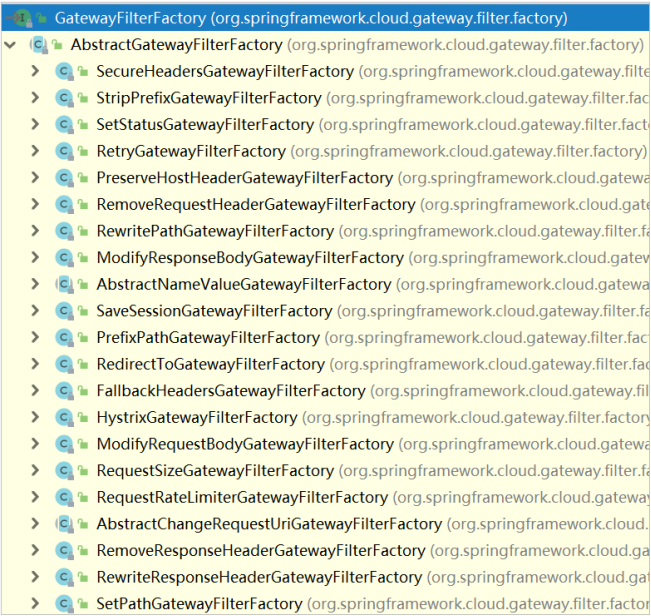 GatewayFilterFactory (org.springframework.cloud.gateway.filter.factory)
AbstractGatewayFilterFactory (org.springframework.cloud.gateway.filter.factory)
SecureHeadersGatewayFilterFactory (org.springframework.cloud.gateway.filte
StripPrefixGatewayFilterFactory (org.springframework.cloud.gateway.filter.fac
SetStatusGatewayFilterFactory (org.springframework.cloud.gateway.filter.fact
RetryGatewayFilterFactory (org.springframework.cloud.gateway.filter.factory)
PreserveHostHeaderGatewayFilterFactory (org.springframework.cloud.gatewa
RemoveRequestHeaderGatewayFilterFactory (org.springframework.cloud.gate
RewritePathGatewayFilterFactory (org.springframework.cloud.gateway.filter.fa
ModifyResponseBodyGatewayFilterFactory (org.springframework.cloud.gatew
AbstractNameValueGatewayFilterFactory (org.springframework.cloud.gateway
SaveSessionGatewayFilterFactory (org.springframework.cloud.gateway.filter.fa
PrefixPathGatewayFilterFactory (org.springframework.cloud.gateway.filter.fact
RedirectToGatewayFilterFactory (org.springframework.cloud.gateway.filter.fac
FallbackHeadersGatewayFilterFactory (org.springframework.cloud.gateway.fil
HystrixGatewayFilterFactory (org.springframework.cloud.gateway.filter.factory
ModifyRequestBodyGatewayFilterFactory (org.springframework.cloud.gatewa
RequestSizeGatewayFilterFactory (org.springframework.cloud.gateway.filter.fa
RequestRateLimiterGatewayFilterFactory (org.springframework.cloud.gateway
AbstractChangeRequestUriGatewayFilterFactory (org.springframework.cloud.
RemoveResponseHeaderGatewayFilterFactory (org.springframework.cloud.gat
RewriteResponseHeaderGatewayFilterFactory (org.springframework.cloud.gat
SetPathGatewayFilterFactory (org.springframework.cloud.gateway.filter.factor